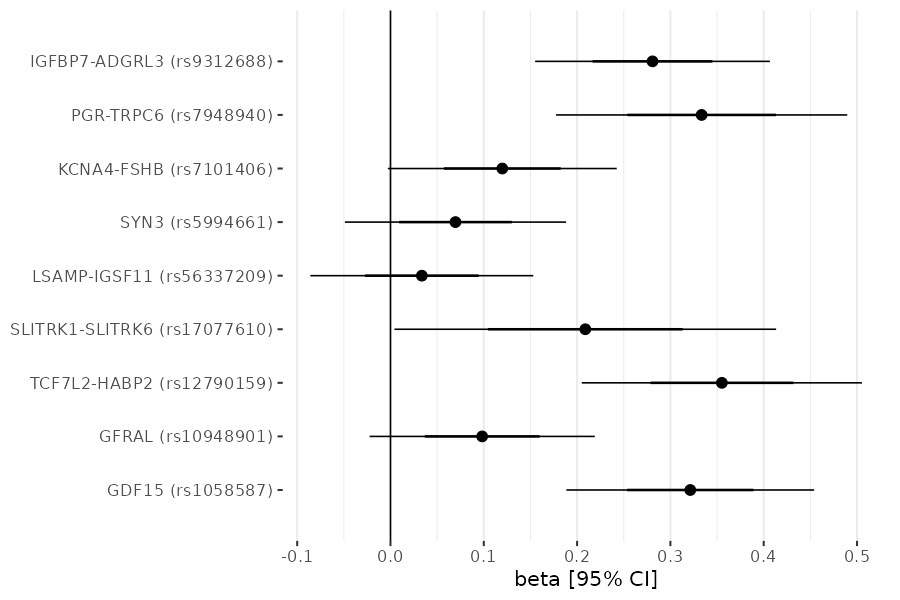 IGFBP7-ADGRL3 (rs9312688)
PGR-TRPC6 (rs7948940)
KCNA4-FSHB (rs7101406)
SYN3 (rs5994661)
LSAMP-IGSF11 (rs56337209)
SLITRK1-SLITRK6 (rs17077610)
TCF7L2-HABP2 (rs12790159)
GFRAL (rs10948901)
GDF15 (rs1058587)
-0.1 0.0 0.1 0.2 0.3 0.4 0.5
beta [95% CI]